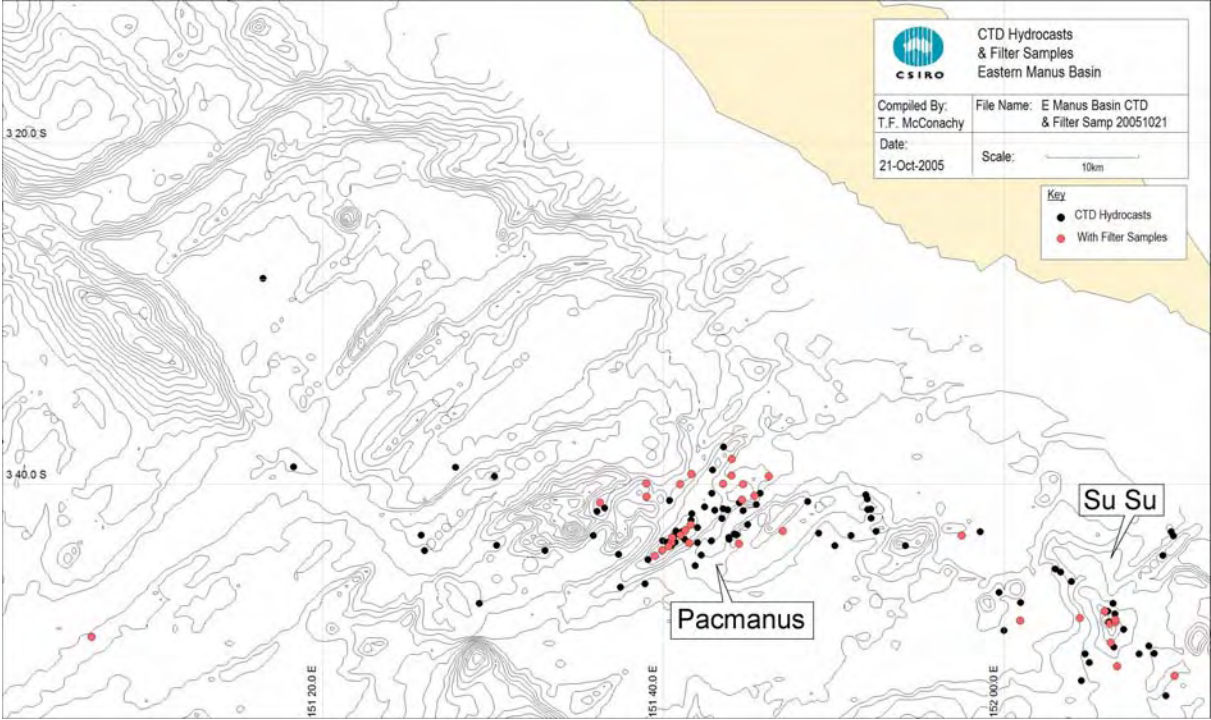 CSIRO
CTD Hydrocasts
& Filter Samples
Eastern Manus Basin
Compiled By:
T.F. McConachy
File Name: E Manus Basin CTD
& Filter Samp 20051021
Date:
21-Oct-2005
Scale:
10km
Key
CTD Hydrocasts
With Filter Samples
3 20.0 S
3 40.0 S
Su Su
Pacmanus
151 20.0 E
151 40.0 E
152 00.0 E